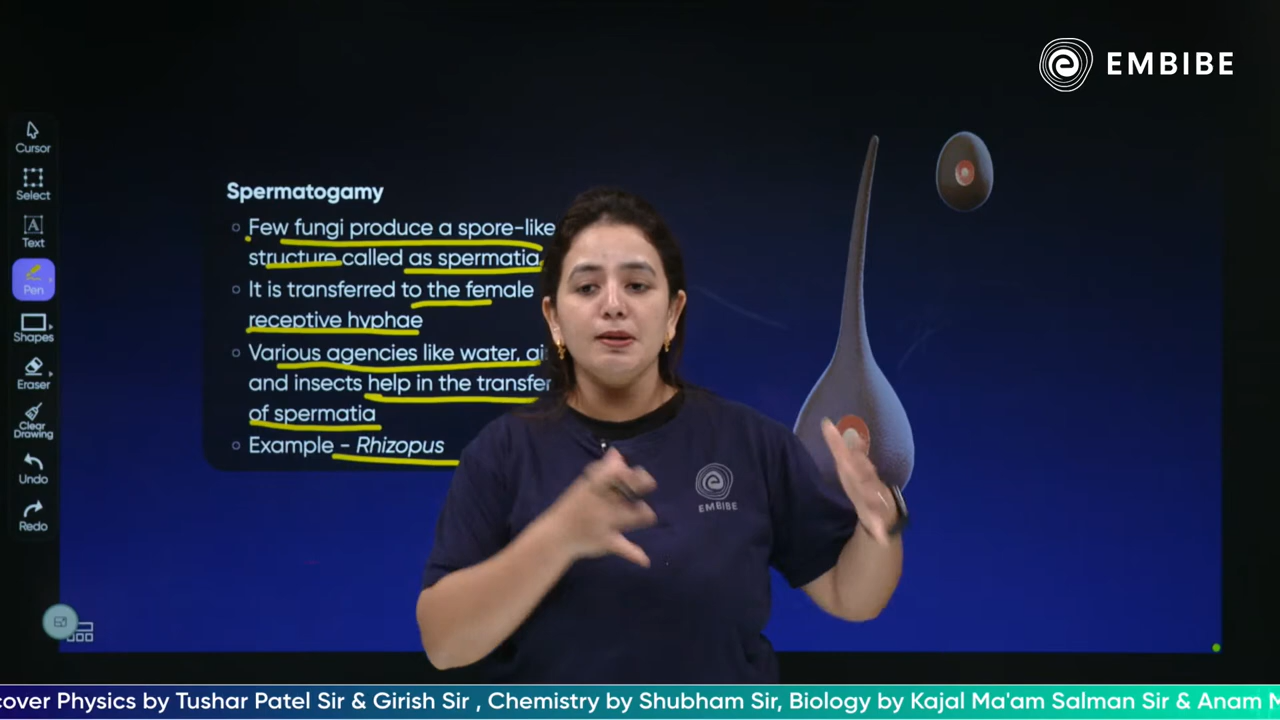 EMBIBE
Cursor
Select
Text
Pen
Shapes
Eraser
Clear
Drawing
Undo
Redo
Spermatogamy
Few fungi produce a spore-like
structure called as spermatia
It is transferred to the female
receptive hyphae
Various agencies like water,
and insects help in the transfer
of spermatia
Example - Rhizopus
EMBIBE
cover Physics by Tushar Patel Sir & Girish Sir , Chemistry by Shubham Sir, Biology by Kajal Ma'am Salman Sir & Anam